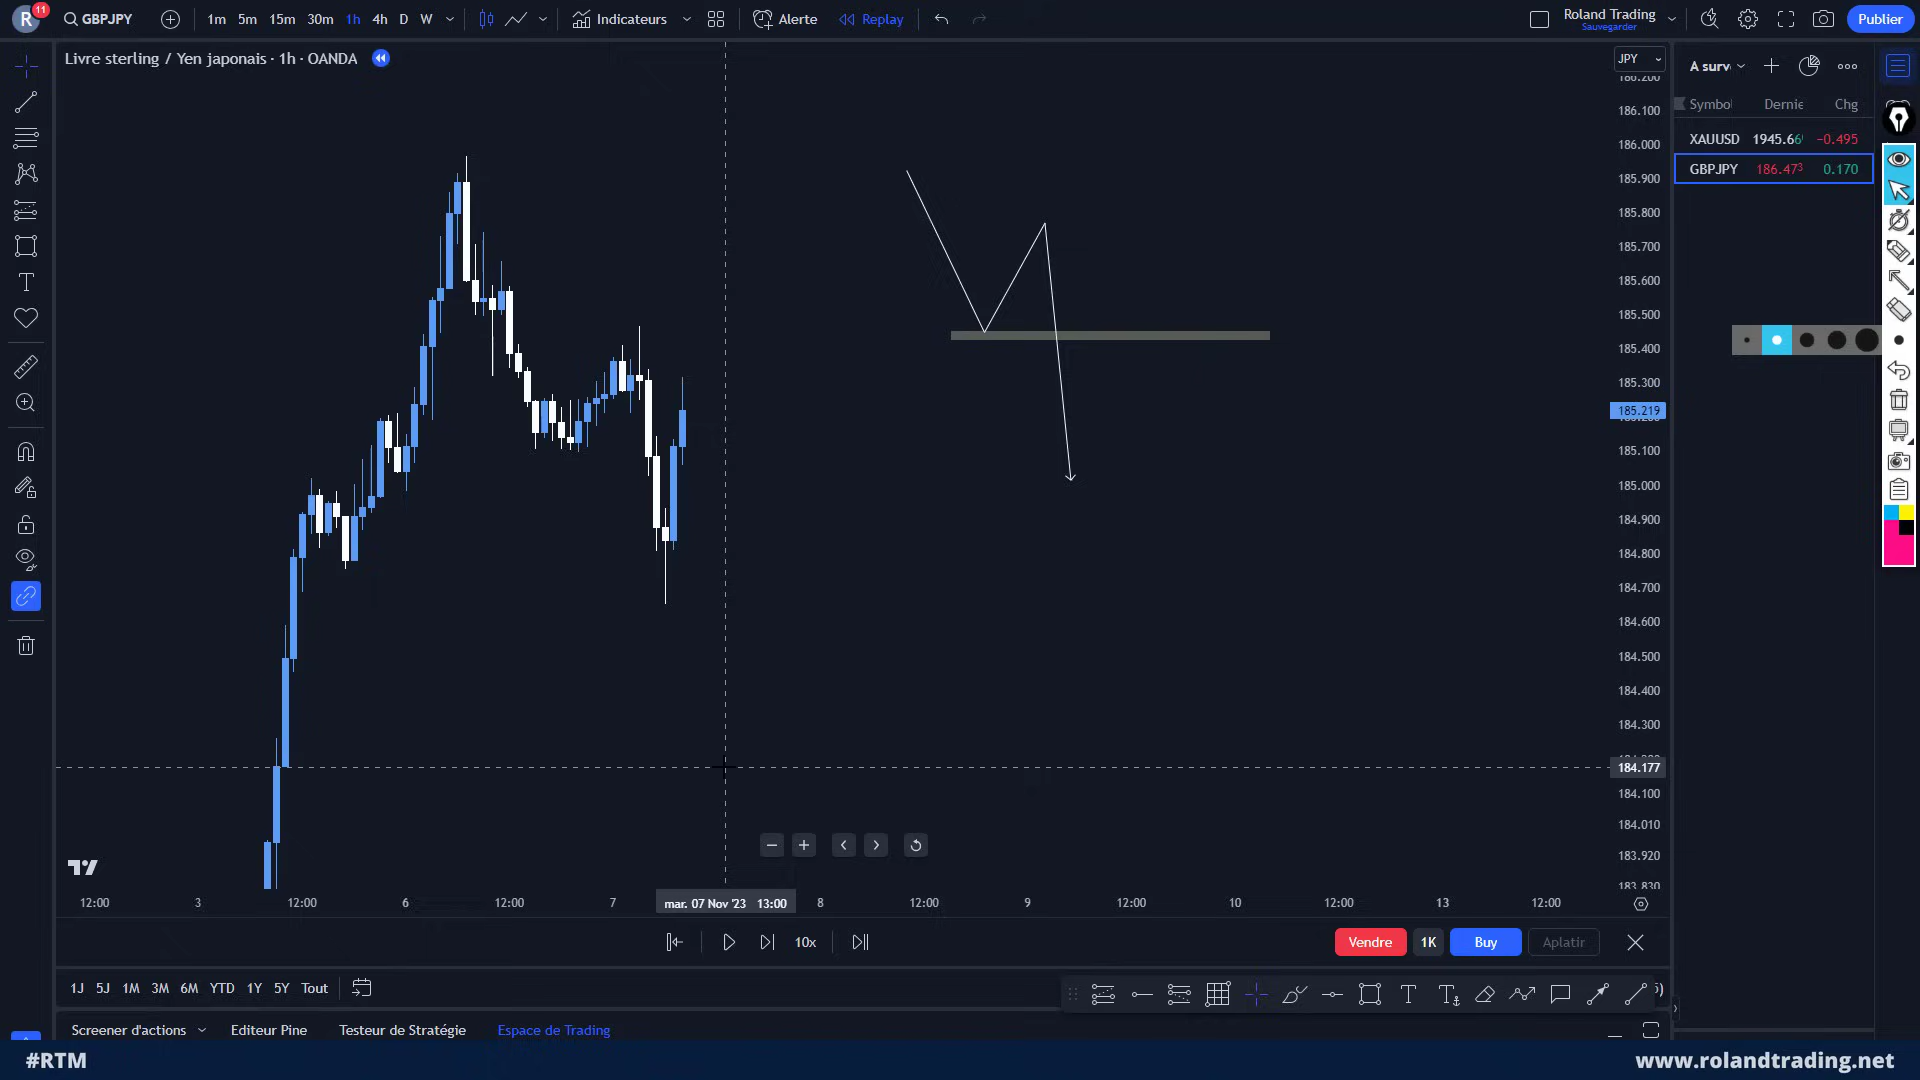 R 11 GBPJPY 1m 5m 15m 30m 1h 4h D W Indicateurs Alerte Replay Roland Trading Publier
Sauvegarder
Livre sterling / Yen japonais · 1h · OANDA
JPY
A surv
Symbol Dernie Chg
XAUUSD 1945.66 −0.495
GBPJPY 186.473 0.170
186.200
186.100
186.000
185.900
185.800
185.700
185.600
185.500
185.400
185.300
185.219
185.100
185.000
184.900
184.800
184.700
184.600
184.500
184.400
184.300
184.177
184.100
184.010
183.920
183.830
12:00 3 12:00 6 12:00 7 mar. 07 Nov '23 13:00 8 12:00 9 12:00 10 12:00 13 12:00
10x Vendre 1K Buy Aplatir
1J 5J 1M 3M 6M YTD 1Y 5Y Tout
Screener d'actions Editeur Pine Testeur de Stratégie Espace de Trading
#RTM www.rolandtrading.net